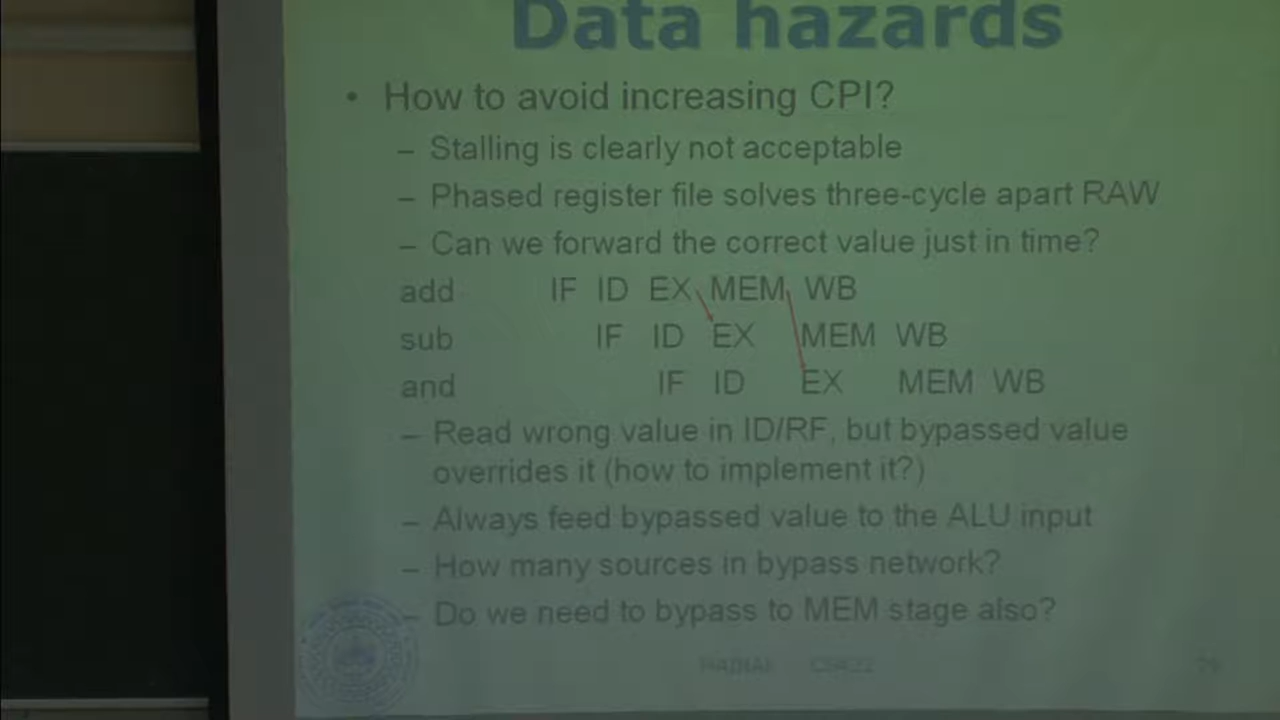 Data hazards
• How to avoid increasing CPI?
– Stalling is clearly not acceptable
– Phased register file solves three-cycle apart RAW
– Can we forward the correct value just in time?
add IF ID EX MEM WB
sub IF ID EX MEM WB
and IF ID EX MEM WB
– Read wrong value in ID/RF, but bypassed value
overrides it (how to implement it?)
– Always feed bypassed value to the ALU input
– How many sources in bypass network?
– Do we need to bypass to MEM stage also?